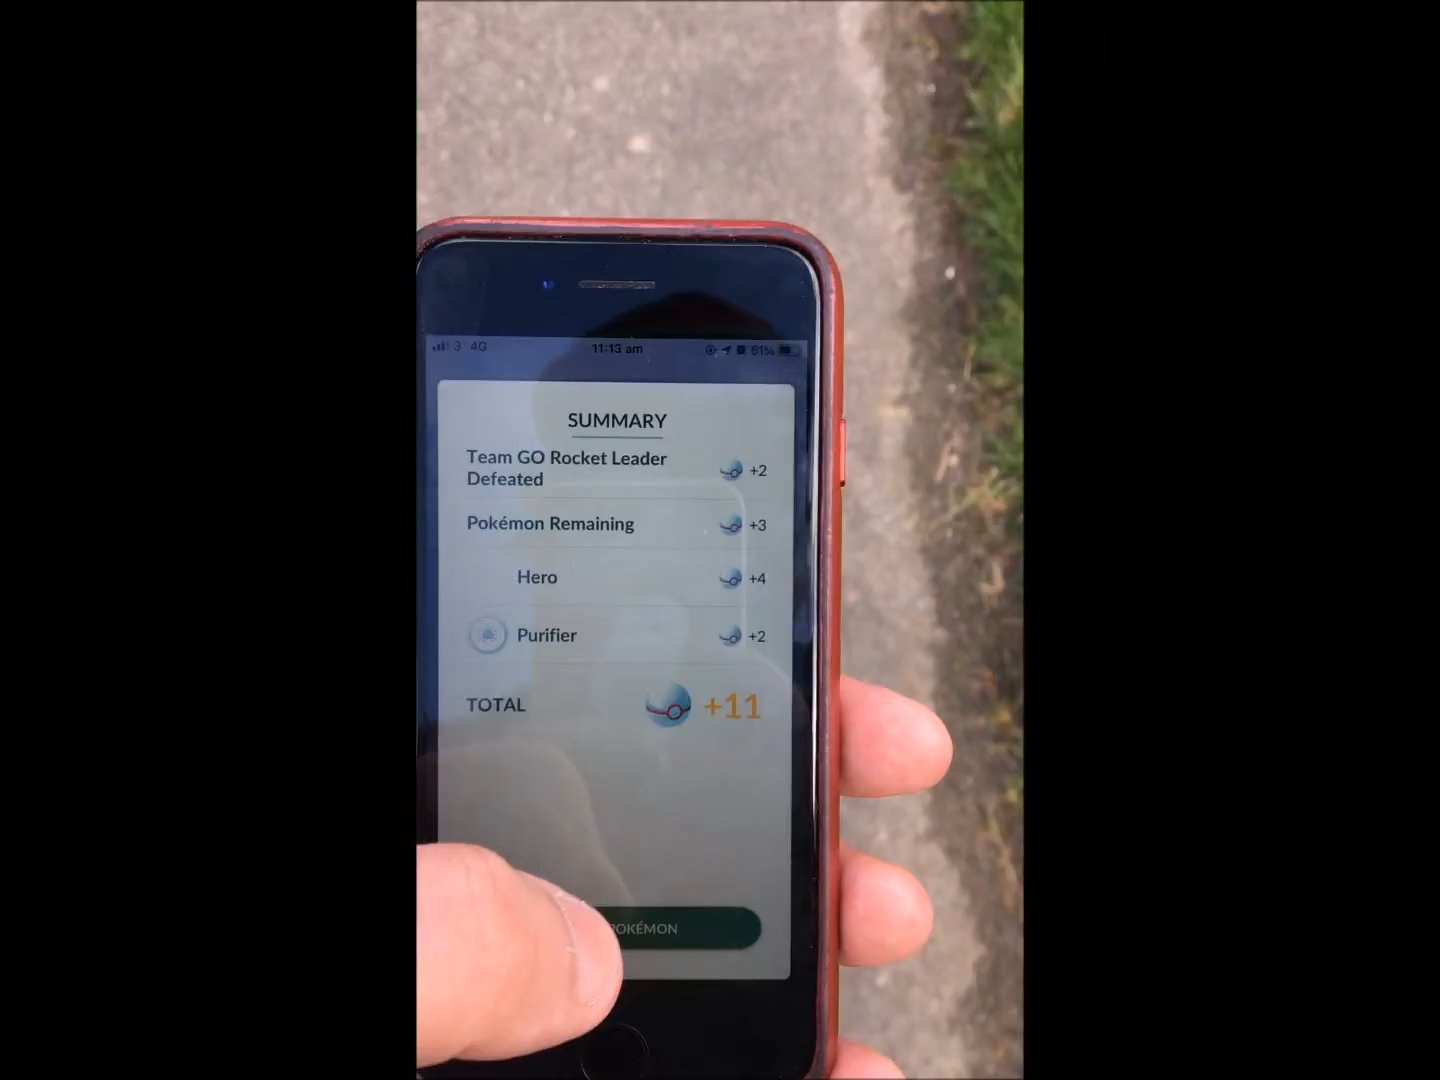 3 4G 11:13 am 61%
SUMMARY
Team GO Rocket Leader
Defeated
+2
Pokémon Remaining +3
Hero +4
Purifier +2
TOTAL +11
POKÉMON